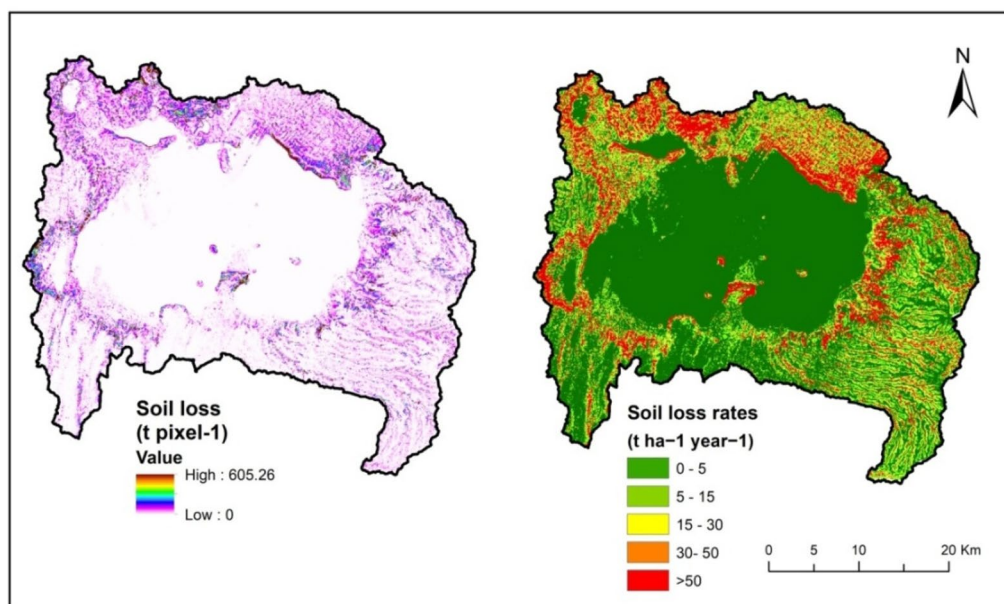 N
Soil loss
(t pixel-1)
Value
High : 605.26
Low : 0
Soil loss rates
(t ha−1 year−1)
0 - 5
5 - 15
15 - 30
30- 50
>50
0 5 10 20 Km